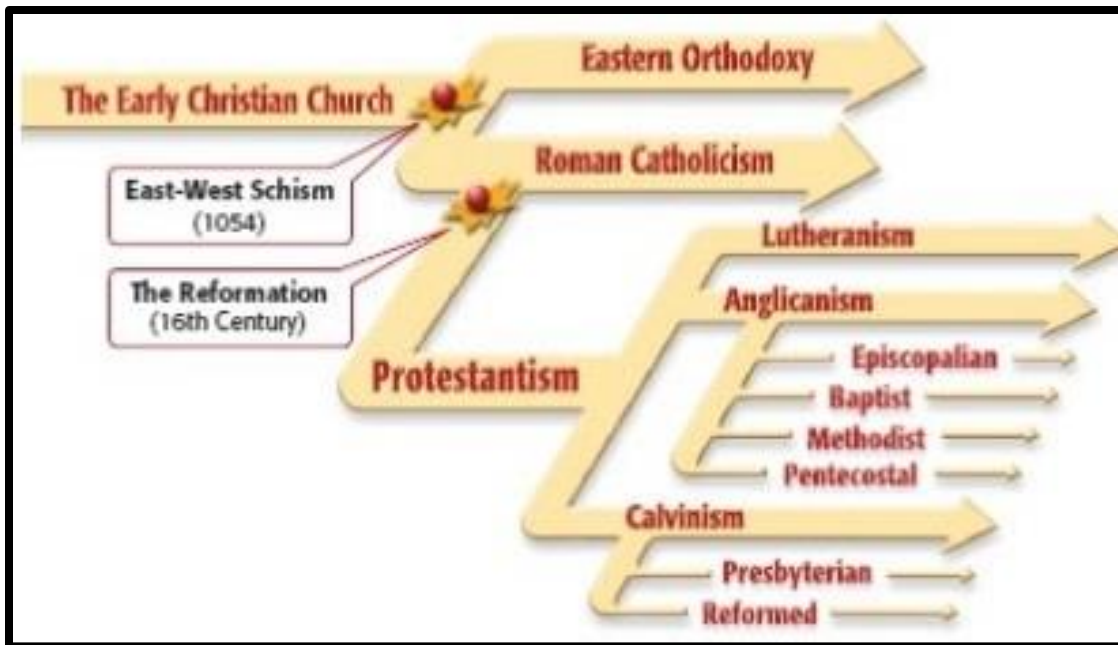 Eastern Orthodoxy
The Early Christian Church
Roman Catholicism
East-West Schism
(1054)
Lutheranism
The Reformation
(16th Century)
Anglicanism
Protestantism
Episcopalian
Baptist
Methodist
Pentecostal
Calvinism
Presbyterian
Reformed